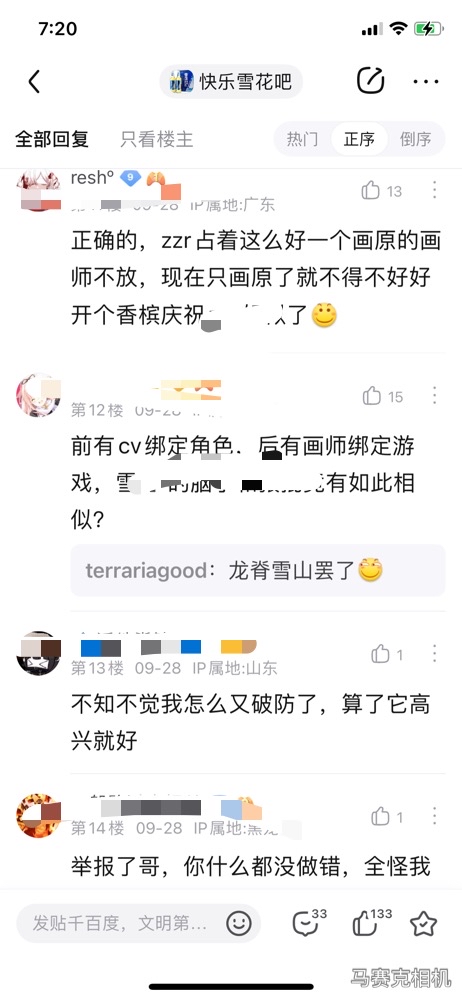 7:20
快乐雪花吧
全部回复 只看楼主 热门 正序 倒序
reshº 9
09-28 IP属地:广东 13
正确的，zzr占着这么好一个画原的画
师不放，现在只画原了就不得不好好
开个香槟庆祝 了
第12楼 09-28 15
前有cv绑定角色，后有画师绑定游
戏，雪 的脑 有如此相
似？
terrariagood：龙脊雪山罢了
第13楼 09-28 IP属地:山东 1
不知不觉我怎么又破防了，算了它高
兴就好
第14楼 09-28 IP属地:黑龙 1
举报了哥，你什么都没做错，全怪我
发贴千百度，文明第... 33 133
马赛克相机